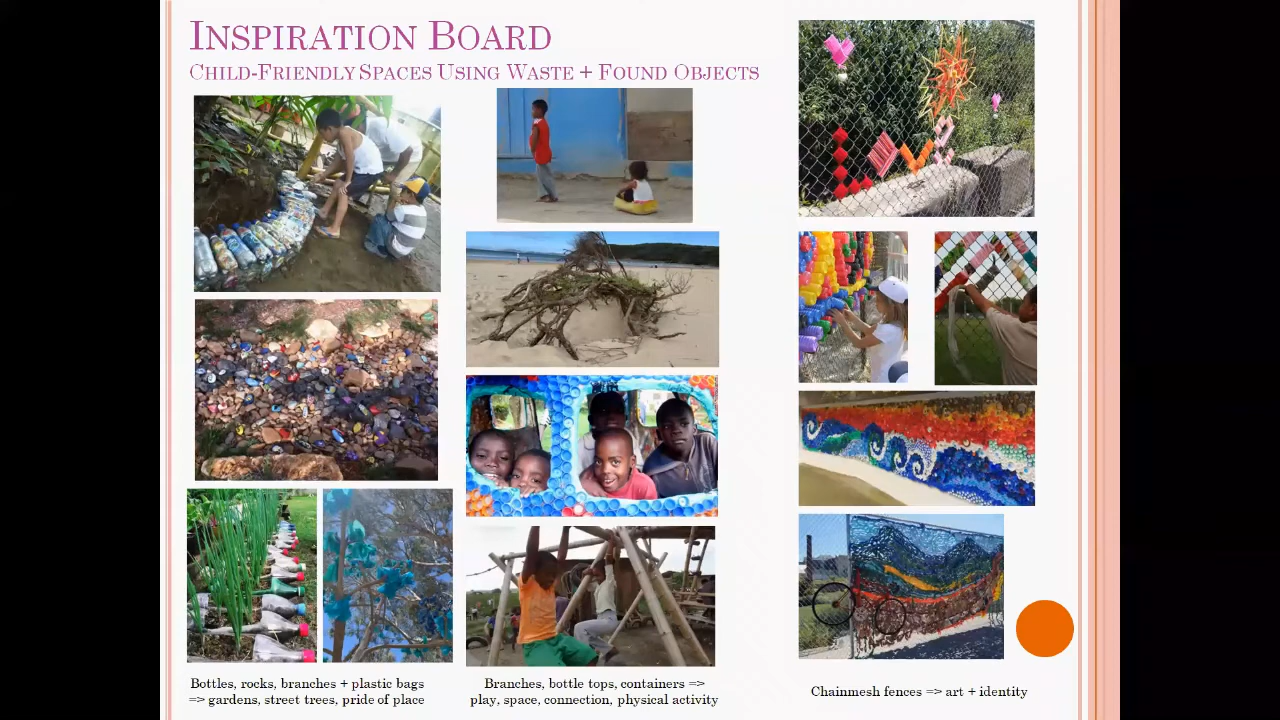 INSPIRATION BOARD
CHILD-FRIENDLY SPACES USING WASTE + FOUND OBJECTS
Bottles, rocks, branches + plastic bags
=> gardens, street trees, pride of place
Branches, bottle tops, containers =>
play, space, connection, physical activity
Chainmesh fences => art + identity